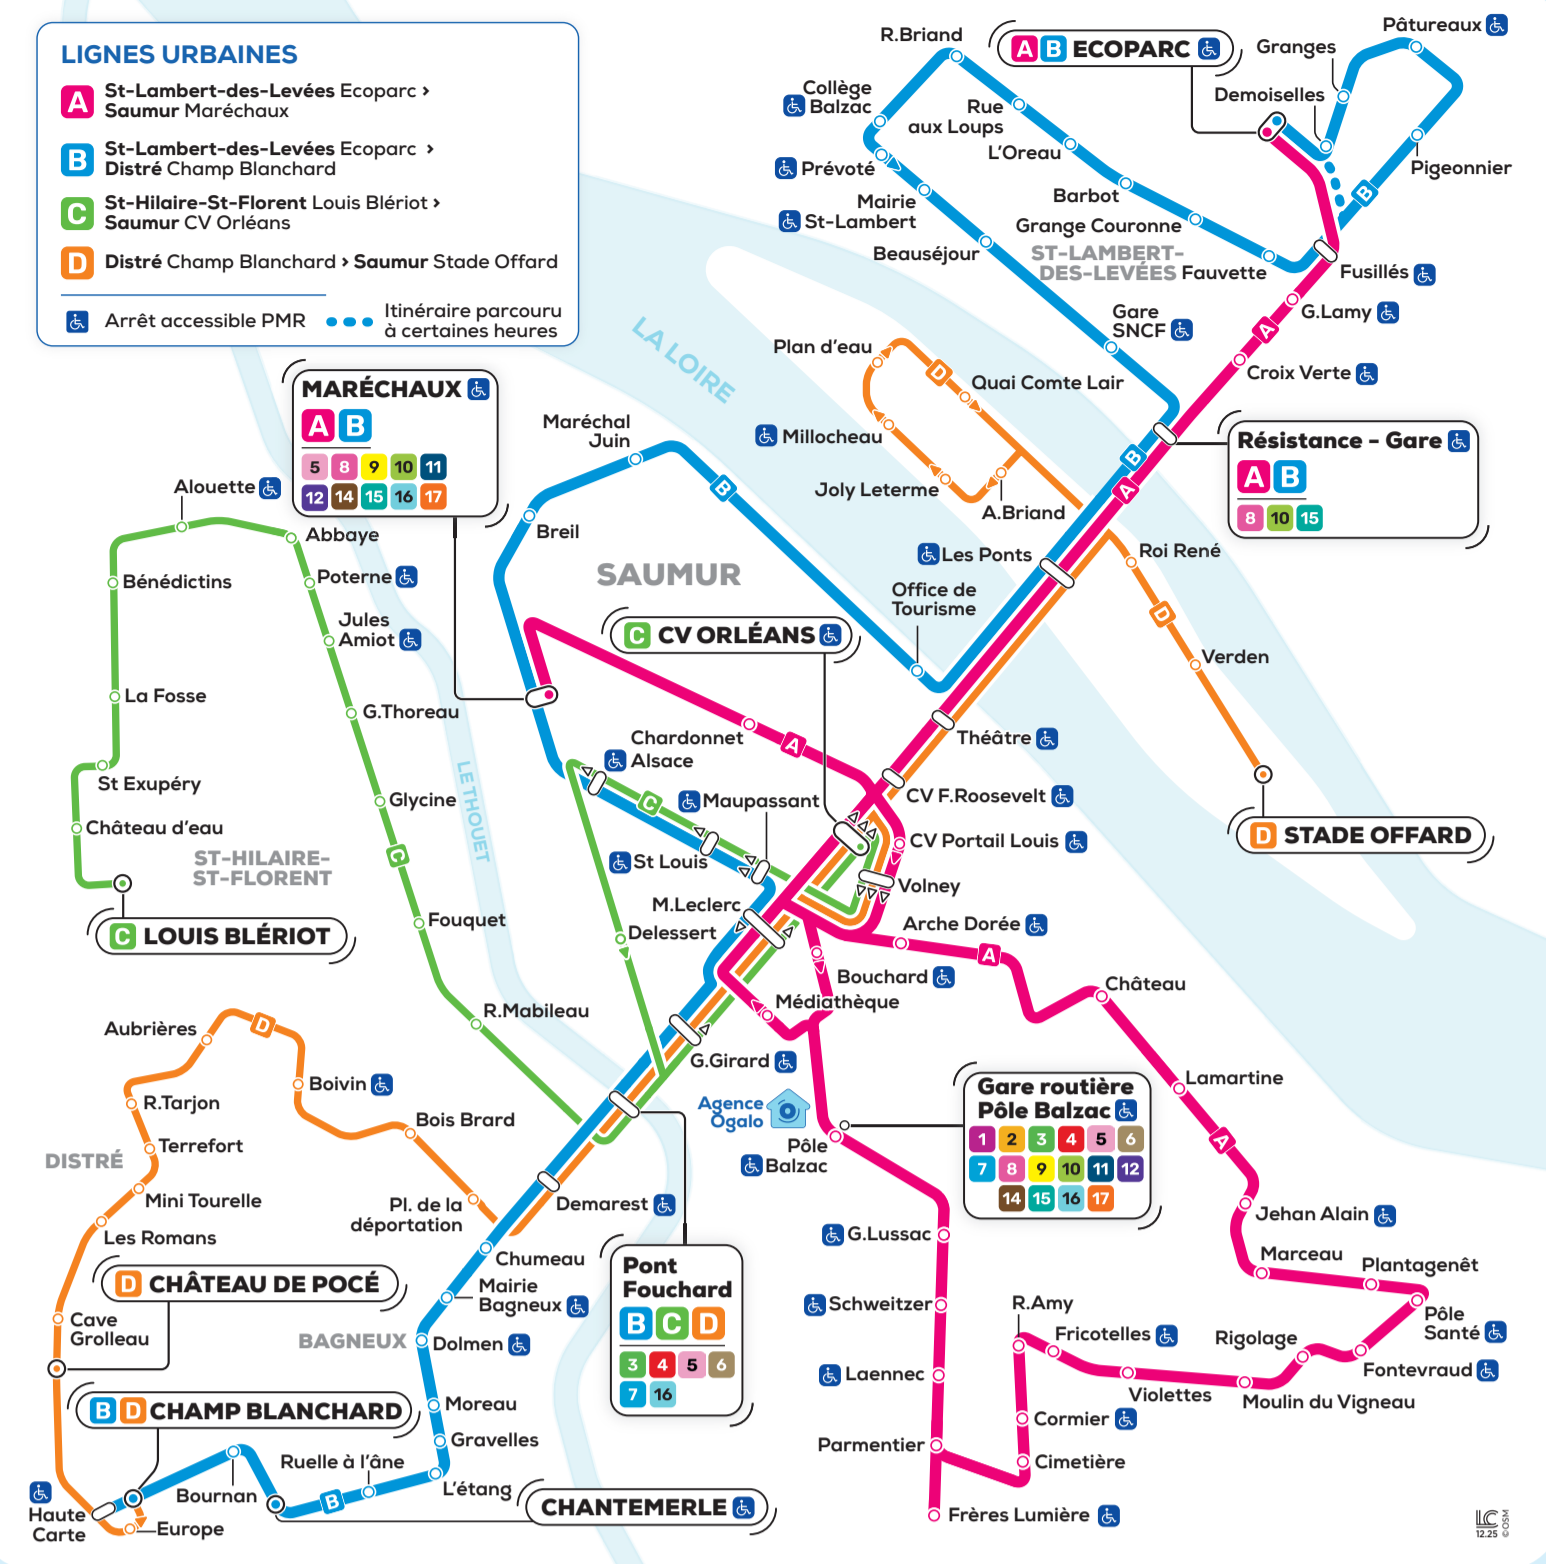 LIGNES URBAINES
A St-Lambert-des-Levées Ecoparc >
Saumur Maréchaux
B St-Lambert-des-Levées Ecoparc >
Distré Champ Blanchard
C St-Hilaire-St-Florent Louis Blériot >
Saumur CV Orléans
D Distré Champ Blanchard > Saumur Stade Offard
Arrêt accessible PMR
Itinéraire parcouru
à certaines heures
R.Briand
A B ECOPARC
Pâtureaux
Granges
Demoiselles
Collège
Balzac
Rue
aux Loups
L'Oreau
Prévoté
Pigeonnier
B
Barbot
Mairie
St-Lambert
Grange Couronne
Beauséjour
ST-LAMBERT-
DES-LEVÉES
Fauvette
Fusillés
G.Lamy
Gare
SNCF
A
Croix Verte
LA LOIRE
Plan d'eau
D
Quai Comte Lair
Millocheau
Joly Leterme
A.Briand
B
A
Résistance - Gare
A B
8 10 15
MARÉCHAUX
A B
5 8 9 10 11
12 14 15 16 17
Maréchal
Juin
B
Breil
Alouette
Abbaye
Bénédictins
Poterne
Jules
Amiot
La Fosse
G.Thoreau
St Exupéry
Glycine
Château d'eau
C
ST-HILAIRE-
ST-FLORENT
LE THOUET
Fouquet
C LOUIS BLÉRIOT
R.Mabileau
SAUMUR
Les Ponts
Roi René
Office de
Tourisme
D
C CV ORLÉANS
Verden
Théâtre
Chardonnet
A
Alsace
C
Maupassant
CV F.Roosevelt
CV Portail Louis
D STADE OFFARD
St Louis
Volney
M.Leclerc
Delessert
Arche Dorée
A
Bouchard
Château
Médiathèque
G.Girard
Agence
Ogalo
Pôle
Balzac
Gare routière
Pôle Balzac
1 2 3 4 5 6
7 8 9 10 11 12
14 15 16 17
Lamartine
A
Jehan Alain
Marceau
Plantagenêt
Pôle
Santé
Fontevraud
Rigolage
Moulin du Vigneau
Violettes
Fricotelles
R.Amy
Cormier
Cimetière
G.Lussac
Schweitzer
Laennec
Parmentier
Frères Lumière
Aubrières
D
Boivin
R.Tarjon
Bois Brard
Terrefort
DISTRÉ
Mini Tourelle
Pl. de la
déportation
Les Romans
Demarest
Chumeau
D CHÂTEAU DE POCÉ
Mairie
Bagneux
Pont
Fouchard
B C D
3 4 5 6
7 16
Cave
Grolleau
BAGNEUX
Dolmen
B D CHAMP BLANCHARD
Moreau
Gravelles
Ruelle à l'âne
L'étang
B
Bournan
CHANTEMERLE
Haute
Carte
Europe
LC
12.25
©OSM